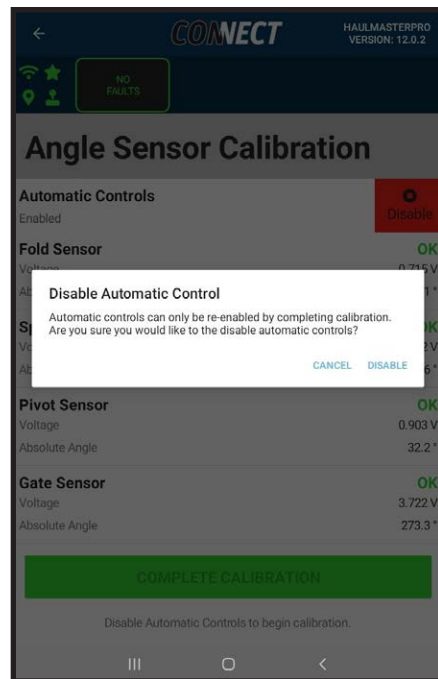 CONNECT
HAULMASTERPRO
VERSION: 12.0.2
NO
FAULTS
Angle Sensor Calibration
Automatic Controls
Enabled
Disable
Fold Sensor OK
Voltage 0.715 V
Disable Automatic Control
Automatic controls can only be re-enabled by completing calibration.
Are you sure you would like to the disable automatic controls?
CANCEL DISABLE
Pivot Sensor OK
Voltage 0.903 V
Absolute Angle 32.2 °
Gate Sensor OK
Voltage 3.722 V
Absolute Angle 273.3 °
COMPLETE CALIBRATION
Disable Automatic Controls to begin calibration.